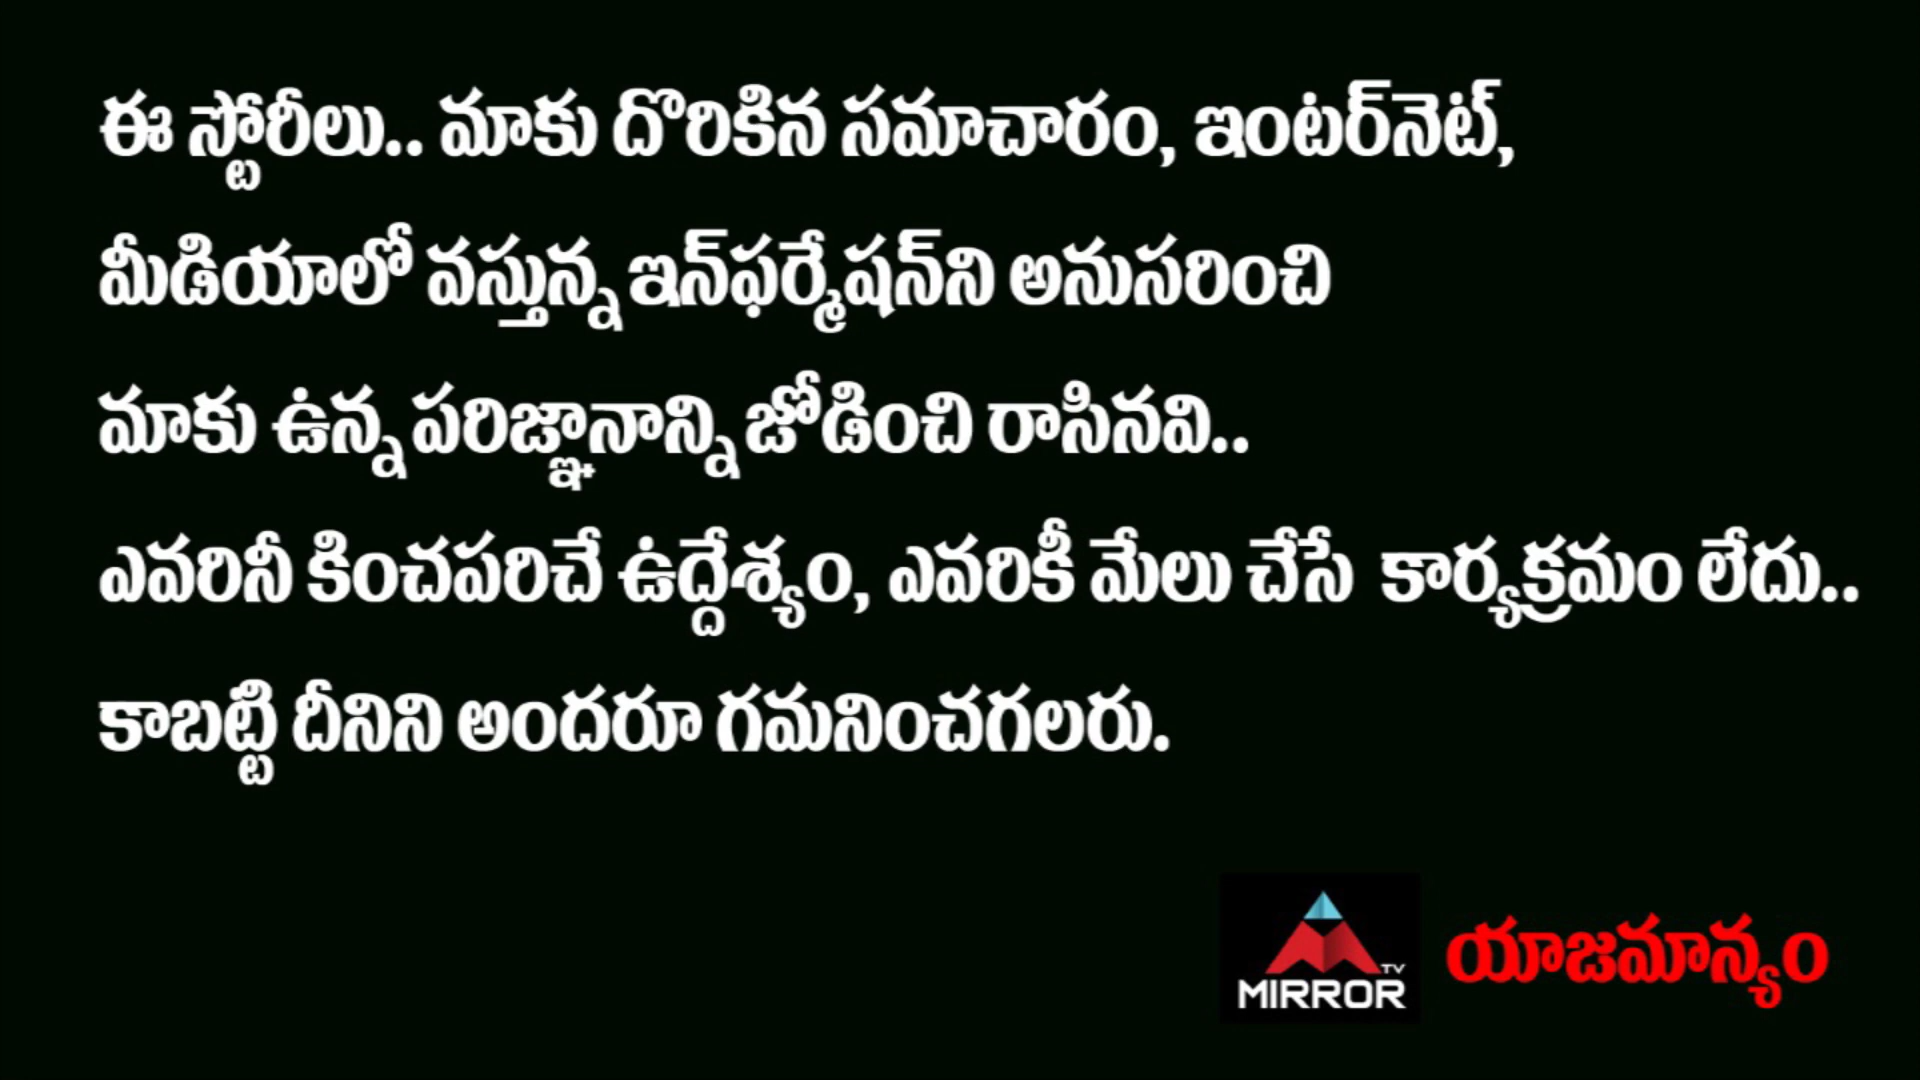 ఈ స్టోరీలు.. మాకు దొరికిన సమాచారం, ఇంటర్‌నెట్,
మీడియాలో వస్తున్న ఇన్‌ఫర్మేషన్‌ని అనుసరించి
మాకు ఉన్న పరిజ్ఞానాన్ని జోడించి రాసినవి..
ఎవరినీ కించపరిచే ఉద్దేశ్యం, ఎవరికీ మేలు చేసే కార్యక్రమం లేదు..
కాబట్టి దీనిని అందరూ గమనించగలరు.
MIRROR TV యాజమాన్యం